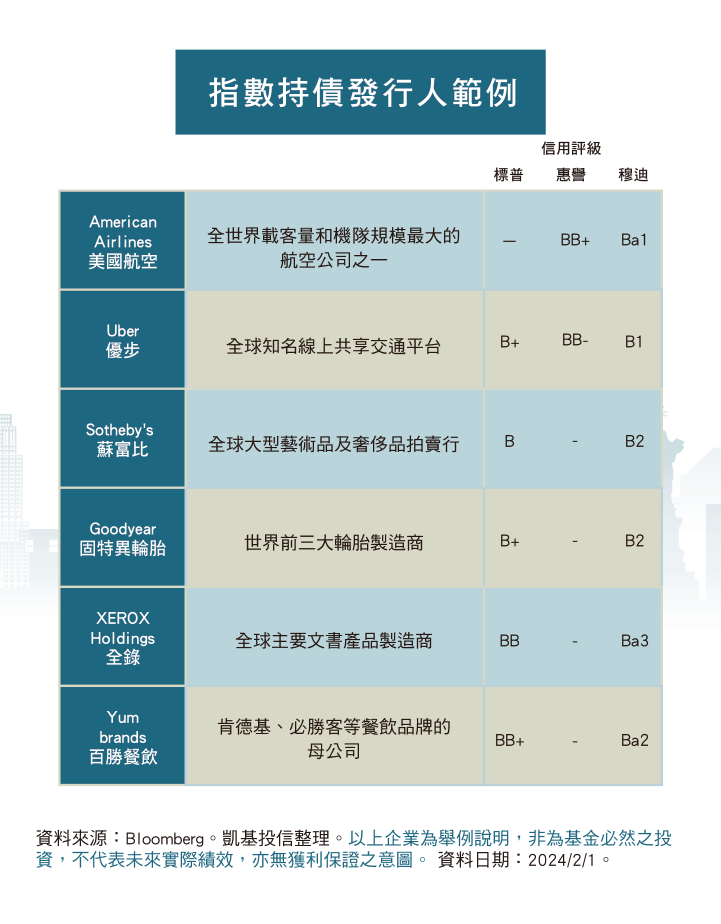 指數持債發行人範例
信用評級
標普 惠譽 穆迪
American
Airlines
美國航空
全世界載客量和機隊規模最大的
航空公司之一
— BB+ Ba1
Uber
優步
全球知名線上共享交通平台
B+ BB- B1
Sotheby's
蘇富比
全球大型藝術品及奢侈品拍賣行
B - B2
Goodyear
固特異輪胎
世界前三大輪胎製造商
B+ - B2
XEROX
Holdings
全錄
全球主要文書產品製造商
BB - Ba3
Yum
brands
百勝餐飲
肯德基、必勝客等餐飲品牌的
母公司
BB+ - Ba2
資料來源：Bloomberg。凱基投信整理。以上企業為舉例說明，非為基金必然之投
資，不代表未來實際績效，亦無獲利保證之意圖。 資料日期：2024/2/1。